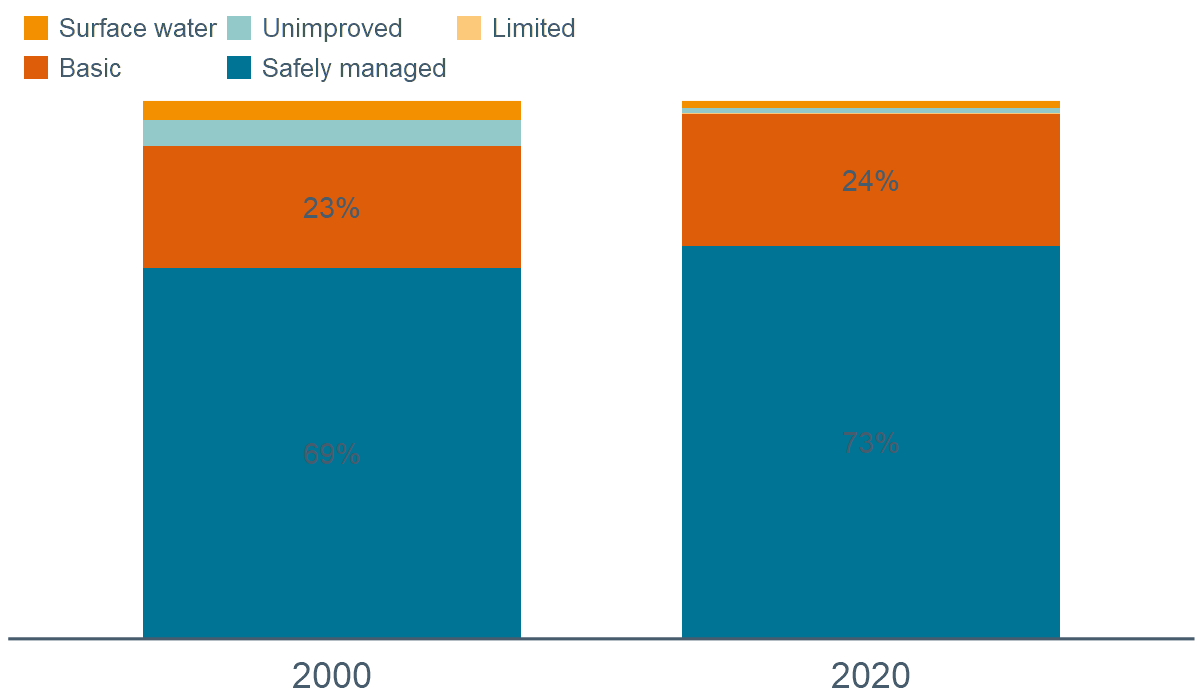 Surface water Unimproved Limited
Basic Safely managed
23%
24%
69%
73%
2000 2020